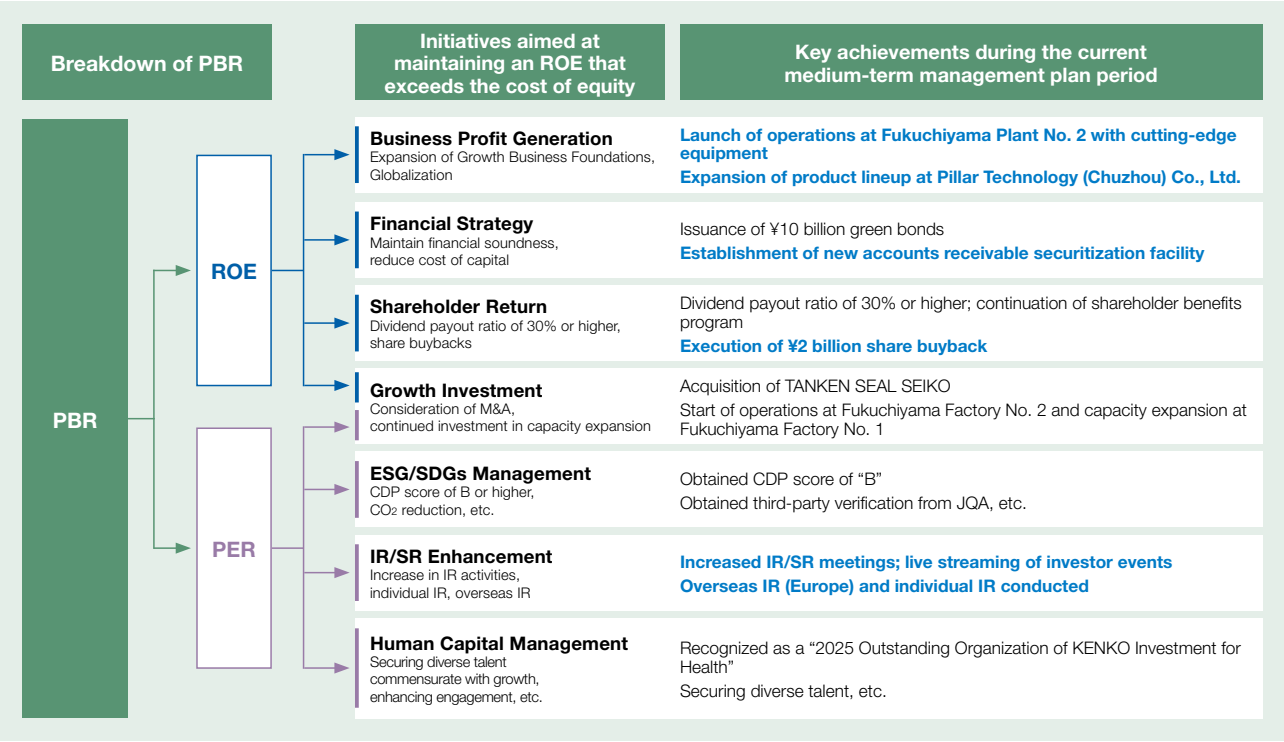 Breakdown of PBR
Initiatives aimed at
maintaining an ROE that
exceeds the cost of equity
Key achievements during the current
medium-term management plan period
PBR
ROE
Business Profit Generation
Expansion of Growth Business Foundations,
Globalization
Launch of operations at Fukuchiyama Plant No. 2 with cutting-edge
equipment
Expansion of product lineup at Pillar Technology (Chuzhou) Co., Ltd.
Financial Strategy
Maintain financial soundness,
reduce cost of capital
Issuance of ¥10 billion green bonds
Establishment of new accounts receivable securitization facility
Shareholder Return
Dividend payout ratio of 30% or higher,
share buybacks
Dividend payout ratio of 30% or higher; continuation of shareholder benefits
program
Execution of ¥2 billion share buyback
Growth Investment
Consideration of M&A,
continued investment in capacity expansion
Acquisition of TANKEN SEAL SEIKO
Start of operations at Fukuchiyama Factory No. 2 and capacity expansion at
Fukuchiyama Factory No. 1
PER
ESG/SDGs Management
CDP score of B or higher,
CO2 reduction, etc.
Obtained CDP score of “B”
Obtained third-party verification from JQA, etc.
IR/SR Enhancement
Increase in IR activities,
individual IR, overseas IR
Increased IR/SR meetings; live streaming of investor events
Overseas IR (Europe) and individual IR conducted
Human Capital Management
Securing diverse talent
commensurate with growth,
enhancing engagement, etc.
Recognized as a “2025 Outstanding Organization of KENKO Investment for
Health”
Securing diverse talent, etc.